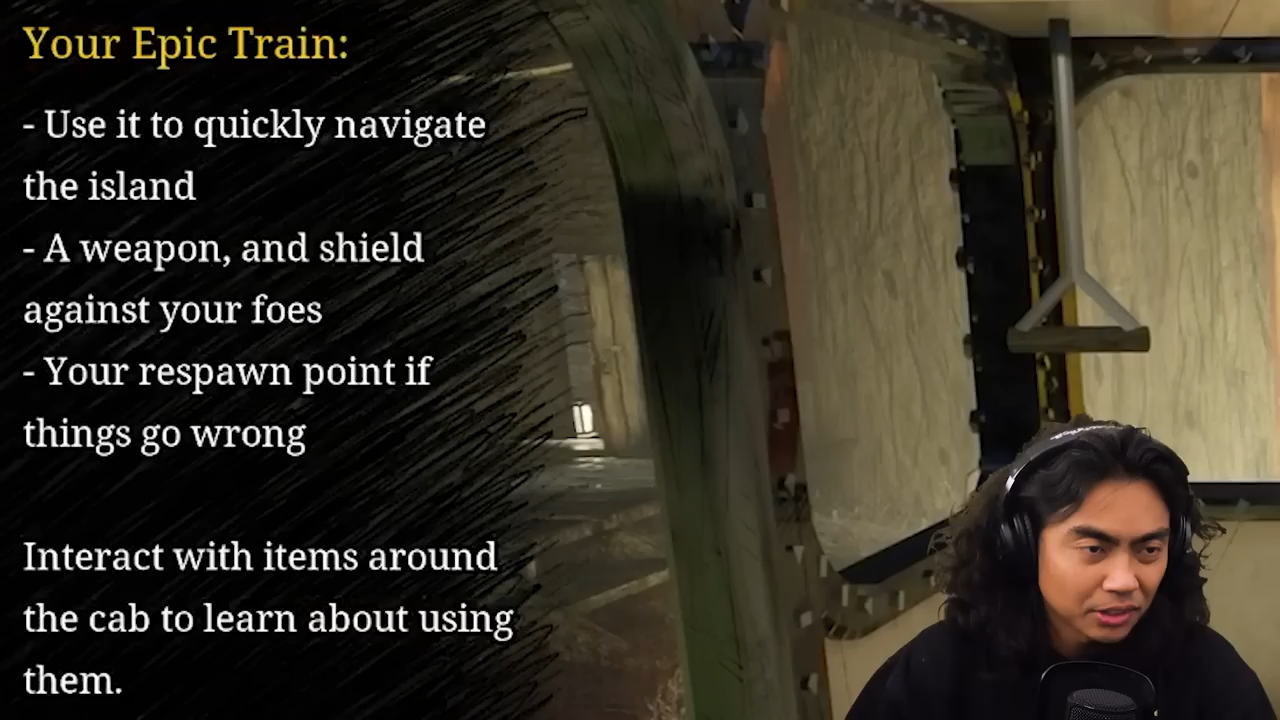 Your Epic Train:
- Use it to quickly navigate
the island
- A weapon, and shield
against your foes
- Your respawn point if
things go wrong
Interact with items around
the cab to learn about using
them.